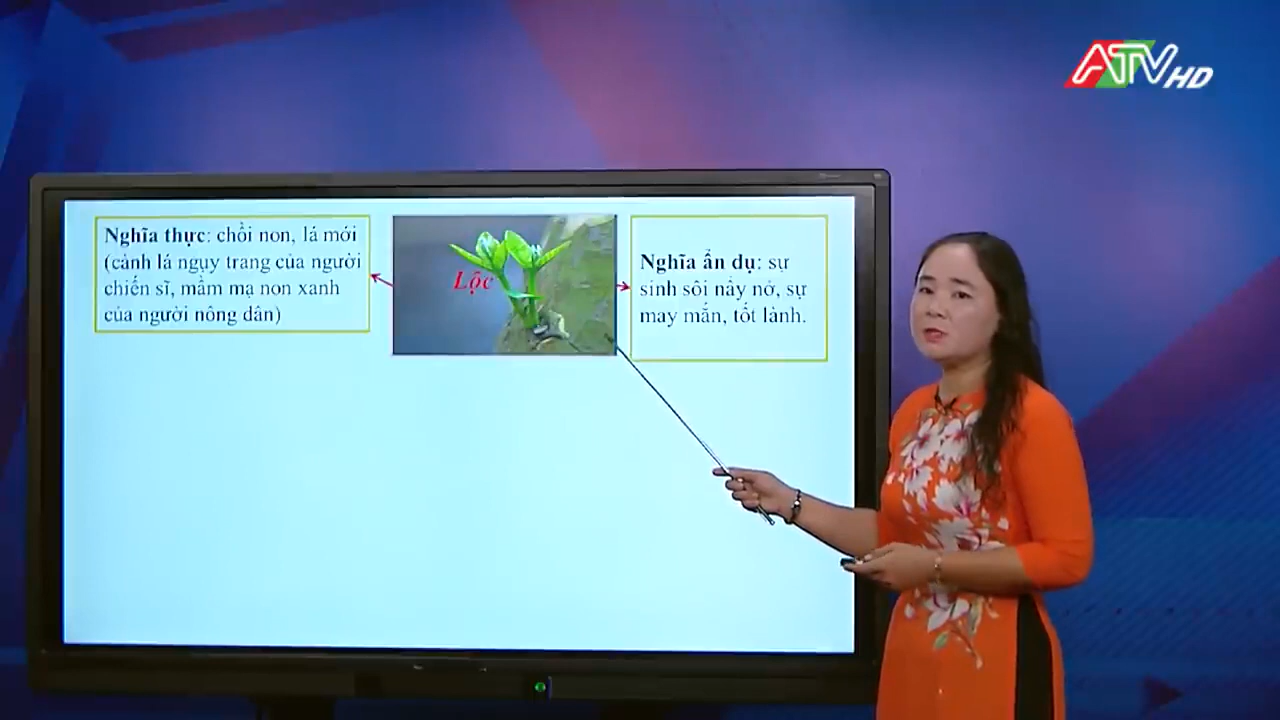 ATV HD
Nghĩa thực: chồi non, lá mới
(cành lá ngụy trang của người
chiến sĩ, mầm mạ non xanh
của người nông dân)
Lộc
Nghĩa ẩn dụ: sự
sinh sôi nảy nở, sự
may mắn, tốt lành.